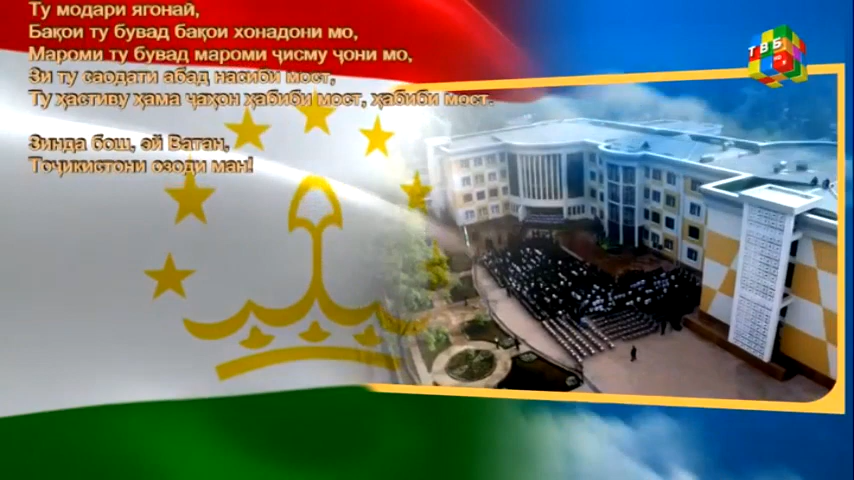 Ту модари ягонай,
Бақои ту бувад бақои хонадони мо,
Мароми ту бувад мароми ҷисму ҷони мо,
Зи ту саодати абад насиби мост,
Ту ҳастиву ҳама ҷаҳон ҳабиби мост, ҳабиби мост.
Зинда бош, эй Ватан,
Тоҷикистони озоди ман!
ТВБ